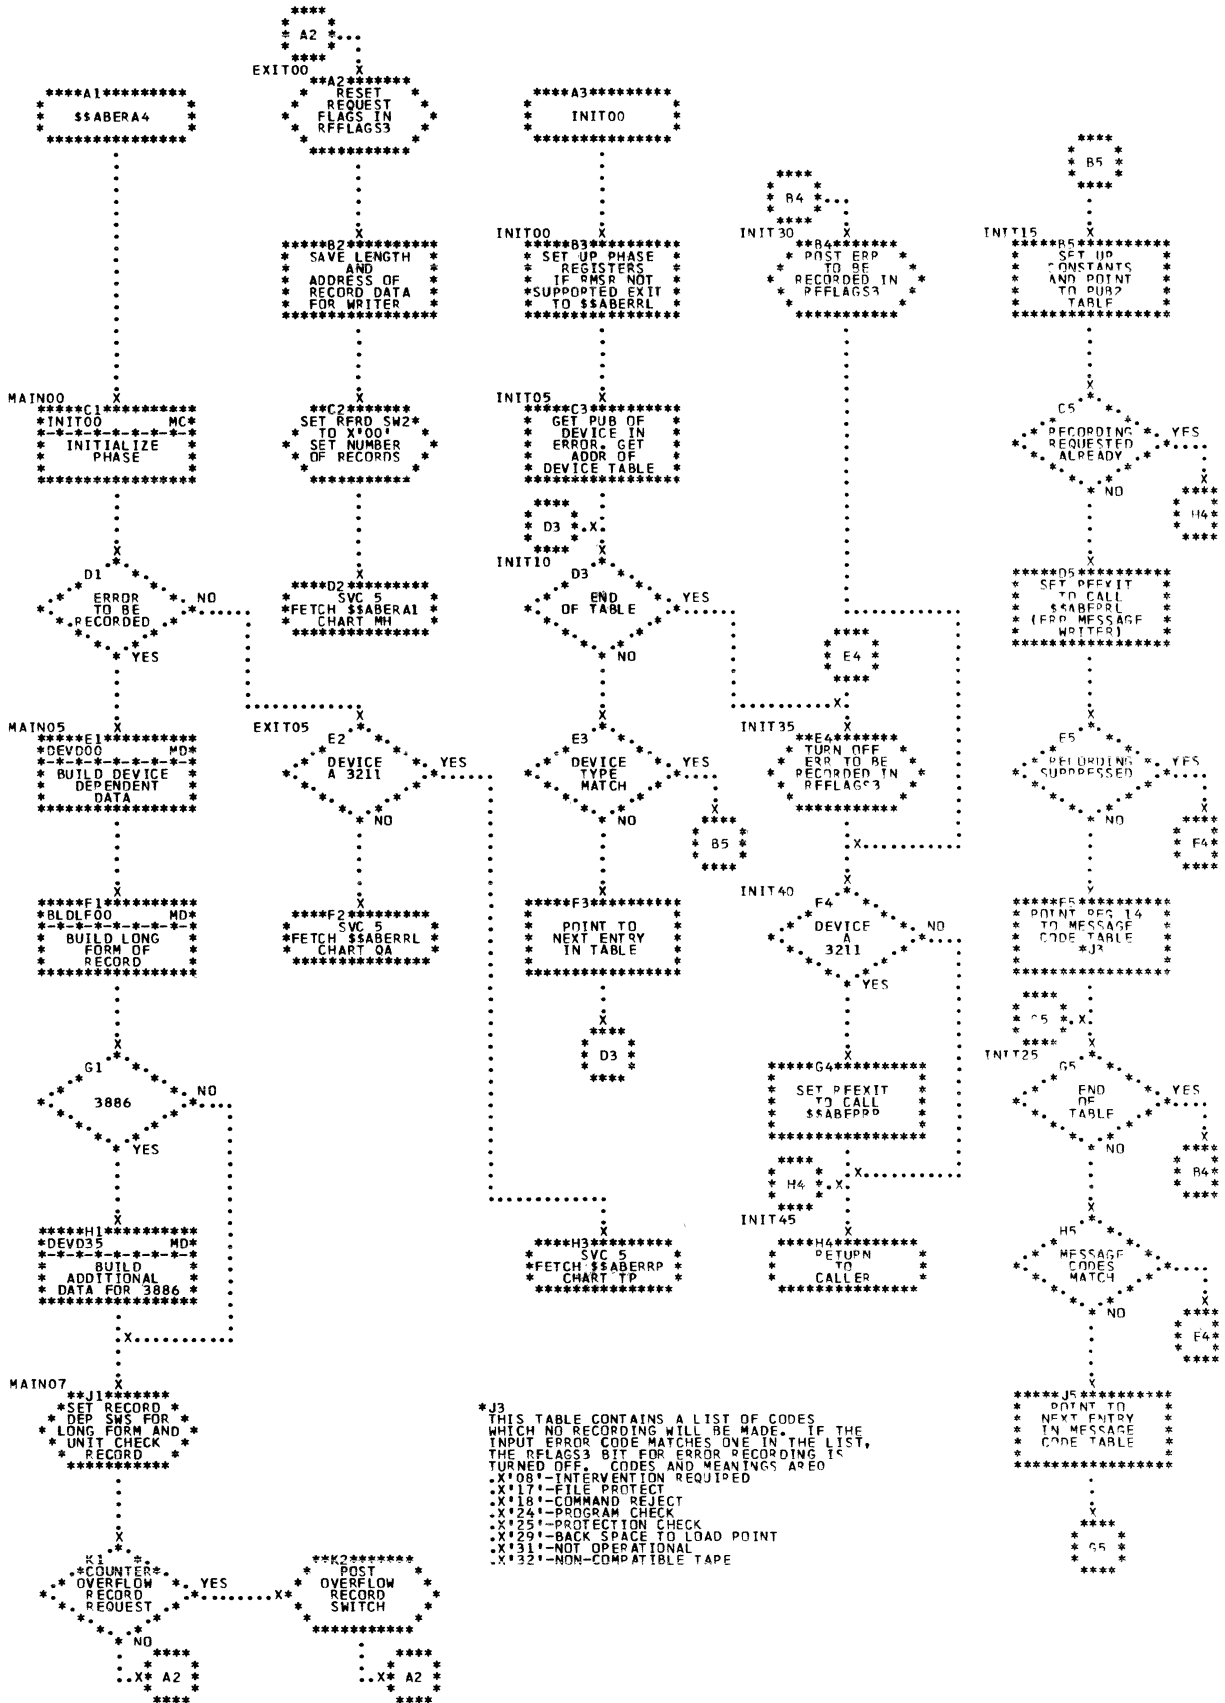 A2
EXIT00
A1
$$ABERA4
A2
RESET
REQUEST
FLAGS IN
RFFLAGS3
A3
INIT00
B5
B4
B2
SAVE LENGTH
AND
ADDRESS OF
RECORD DATA
FOR WRITER
INIT00
B3
SET UP PHASE
REGISTERS
IF RMSR NOT
SUPPORTED EXIT
TO $$ABERRL
INIT30
B4
POST ERP
TO BE
RECORDED IN
RFFLAGS3
INIT15
B5
SET UP
CONSTANTS
AND POINT
TO PUB2
TABLE
MAIN00
C1
INIT00 MC
INITIALIZE
PHASE
C2
SET RFRD SW2
TO X'00'
SET NUMBER
OF RECORDS
INIT05
C3
GET PUB OF
DEVICE IN
ERROR. GET
ADDR OF
DEVICE TABLE
C5
RECORDING
REQUESTED
ALREADY
YES
NO
H4
D3
INIT10
D1
ERROR
TO BE
RECORDED
NO
YES
D2
SVC 5
FETCH $$ABERA1
CHART MH
D3
END
OF TABLE
YES
NO
D5
SET RFEXIT
TO CALL
$$ABERRL
(ERP MESSAGE
WRITER)
E4
MAIN05
E1
DEVD00 MD
BUILD DEVICE
DEPENDENT
DATA
EXIT05
E2
DEVICE
A 3211
YES
NO
E3
DEVICE
TYPE
MATCH
YES
NO
B5
INIT35
E4
TURN OFF
ERR TO BE
RECORDED IN
RFFLAGS3
E5
RECORDING
SUPPRESSED
YES
NO
E4
F1
BLDLF00 MD
BUILD LONG
FORM OF
RECORD
F2
SVC 5
FETCH $$ABERRL
CHART QA
F3
POINT TO
NEXT ENTRY
IN TABLE
INIT40
F4
DEVICE
A
3211
NO
YES
F5
POINT REG 14
TO MESSAGE
CODE TABLE
*J3
D3
G5
INIT25
G1
3886
NO
YES
G4
SET RFEXIT
TO CALL
$$ABERRP
G5
END
OF
TABLE
YES
NO
B4
H4
INIT45
H1
DEVD35 MD
BUILD
ADDITIONAL
DATA FOR 3886
H3
SVC 5
FETCH $$ABERRP
CHART TP
H4
RETURN
TO
CALLER
H5
MESSAGE
CODES
MATCH
NO
E4
MAIN07
J1
SET RECORD
DEP SWS FOR
LONG FORM AND
UNIT CHECK
RECORD
*J3
THIS TABLE CONTAINS A LIST OF CODES
WHICH NO RECORDING WILL BE MADE. IF THE
INPUT ERROR CODE MATCHES ONE IN THE LIST,
THE RFLAGS3 BIT FOR ERROR RECORDING IS
TURNED OFF. CODES AND MEANINGS AREO
.X'08'-INTERVENTION REQUIRED
.X'17'-FILE PROTECT
.X'18'-COMMAND REJECT
.X'24'-PROGRAM CHECK
.X'25'-PROTECTION CHECK
.X'29'-BACK SPACE TO LOAD POINT
.X'31'-NOT OPERATIONAL
.X'32'-NON-COMPATIBLE TAPE
J5
POINT TO
NEXT ENTRY
IN MESSAGE
CODE TABLE
G5
K1
COUNTER
OVERFLOW
RECORD
REQUEST
YES
NO
K2
POST
OVERFLOW
RECORD
SWITCH
A2
A2